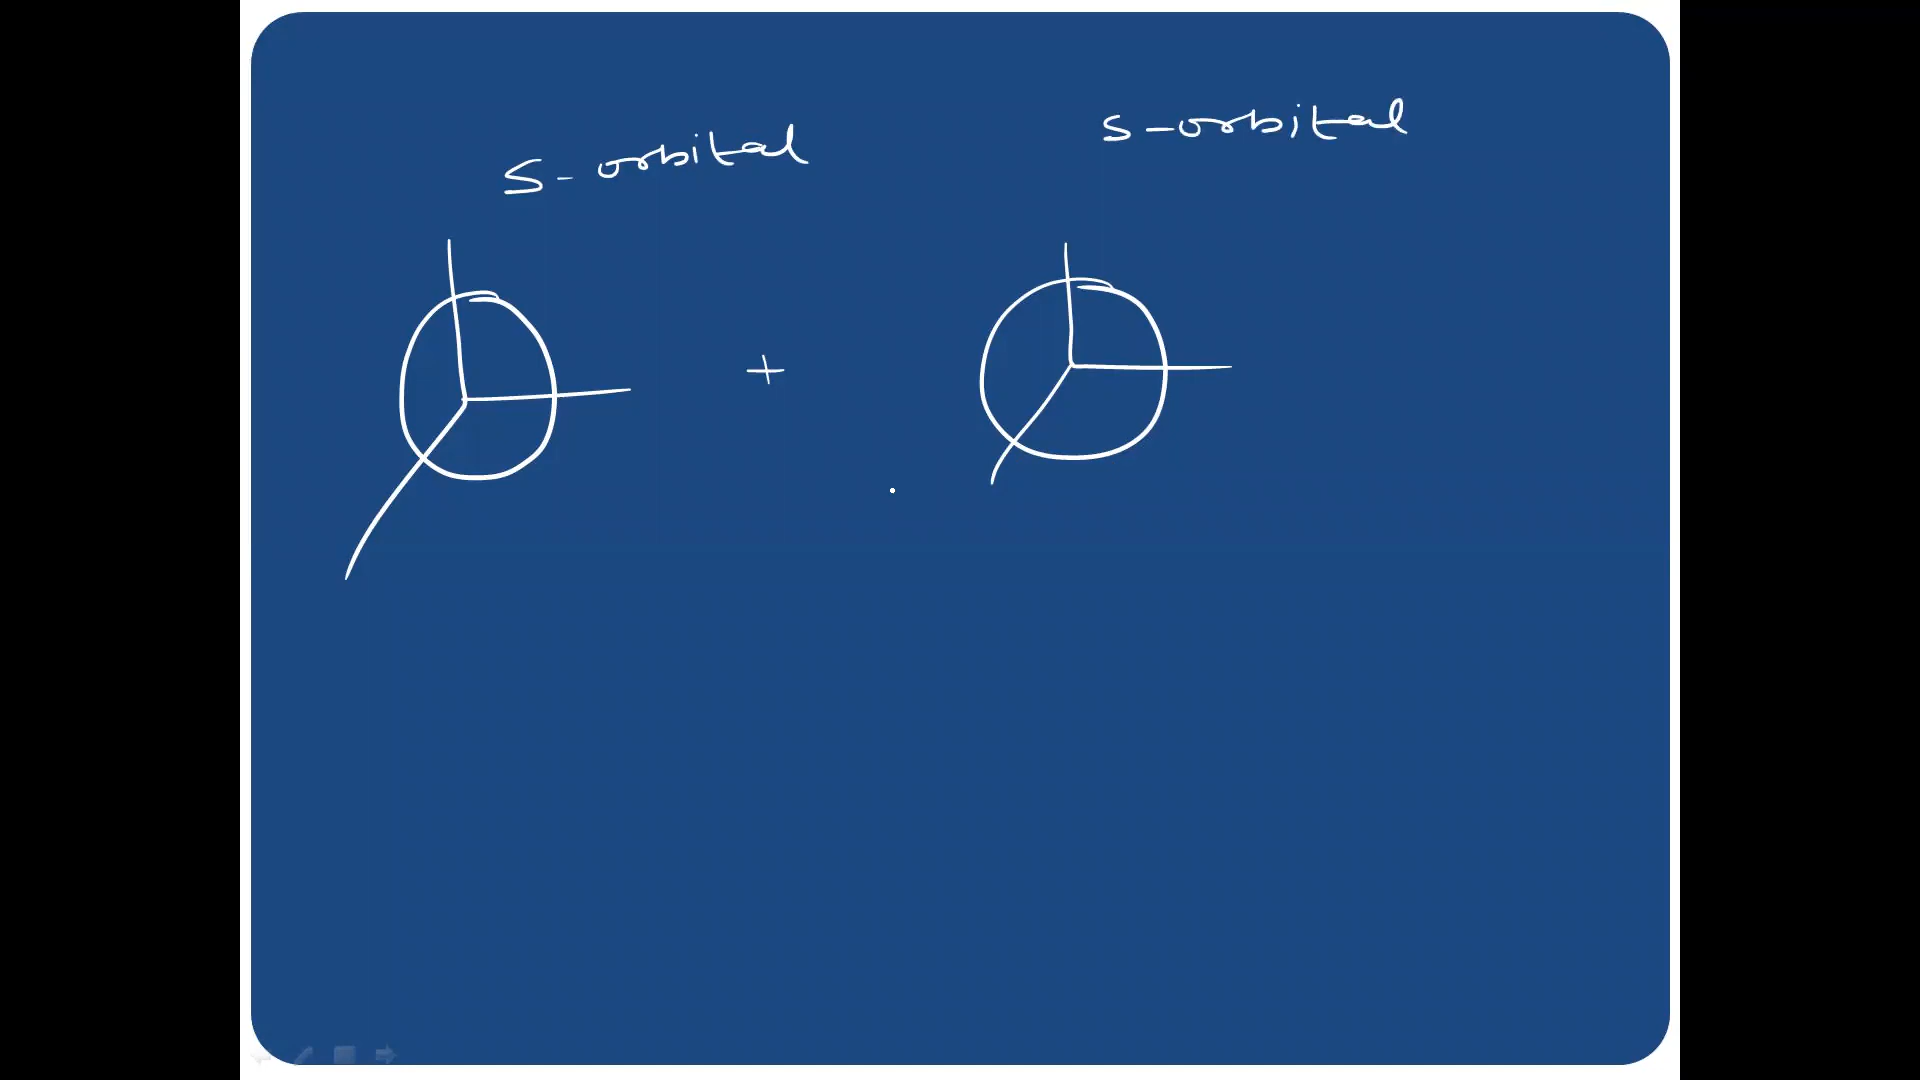 S - orbital
s - orbital
+